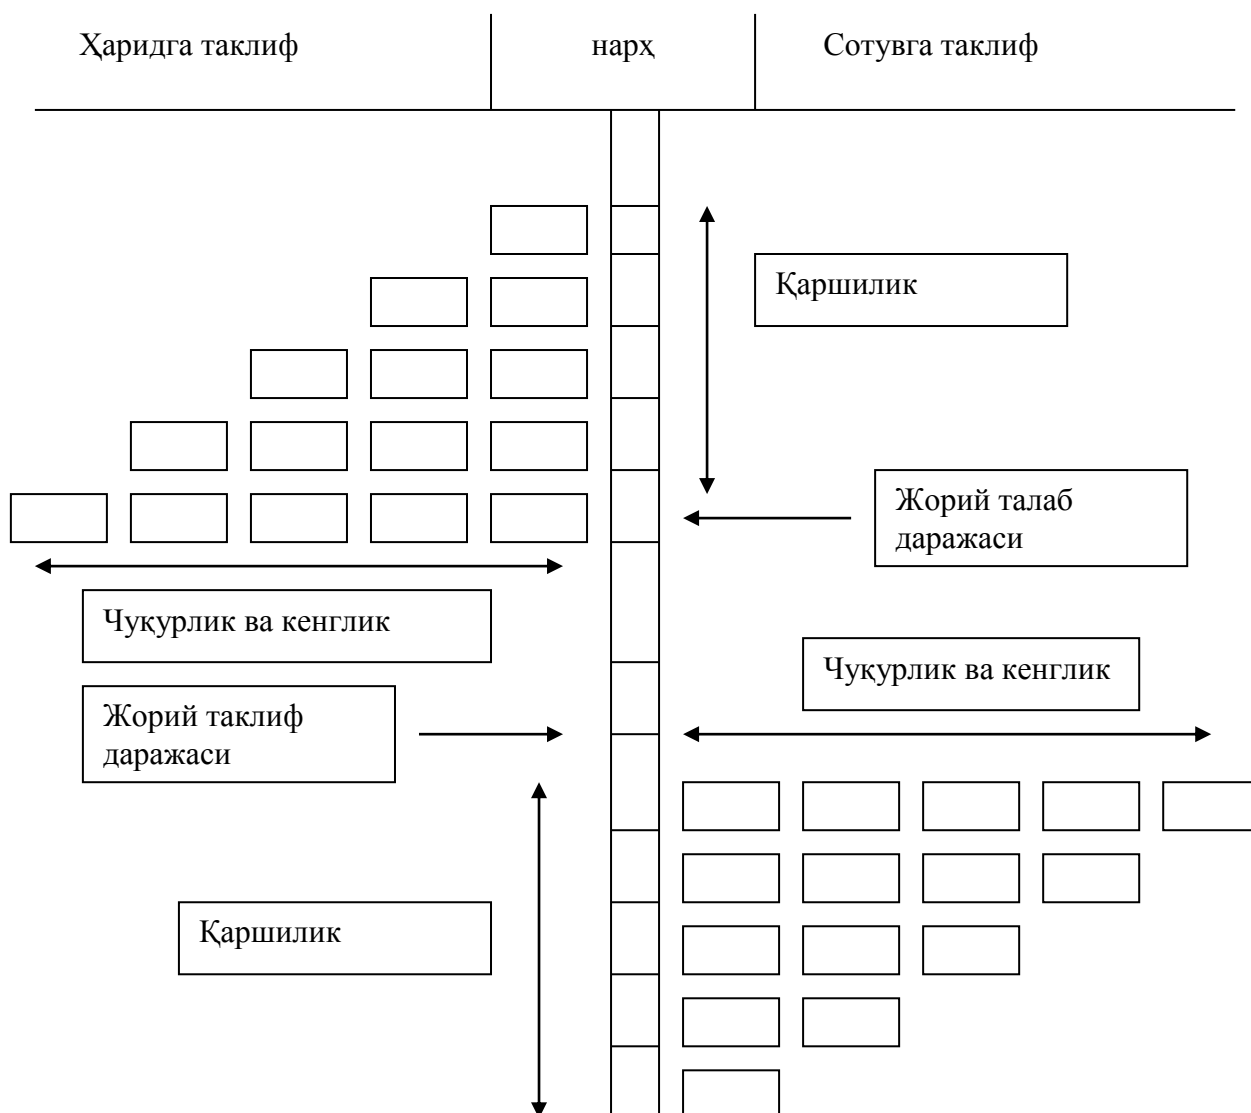 Ҳаридга таклиф
нарҳ
Сотувга таклиф
Қаршилик
Жорий талаб
даражаси
Чуқурлик ва кенглик
Чуқурлик ва кенглик
Жорий таклиф
даражаси
Қаршилик